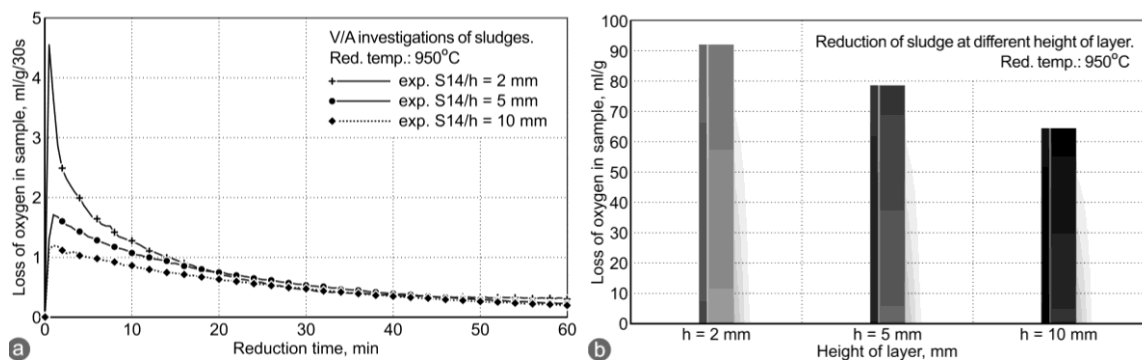 5
4
3
2
1
0
Loss of oxygen in sample, ml/g/30s
V/A investigations of sludges.
Red. temp.: 950°C
exp. S14/h = 2 mm
exp. S14/h = 5 mm
exp. S14/h = 10 mm
0 10 20 30 40 50 60
Reduction time, min
a
100
90
80
70
60
50
40
30
20
10
0
Loss of oxygen in sample, ml/g
Reduction of sludge at different height of layer.
Red. temp.: 950°C
h = 2 mm h = 5 mm h = 10 mm
Height of layer, mm
b